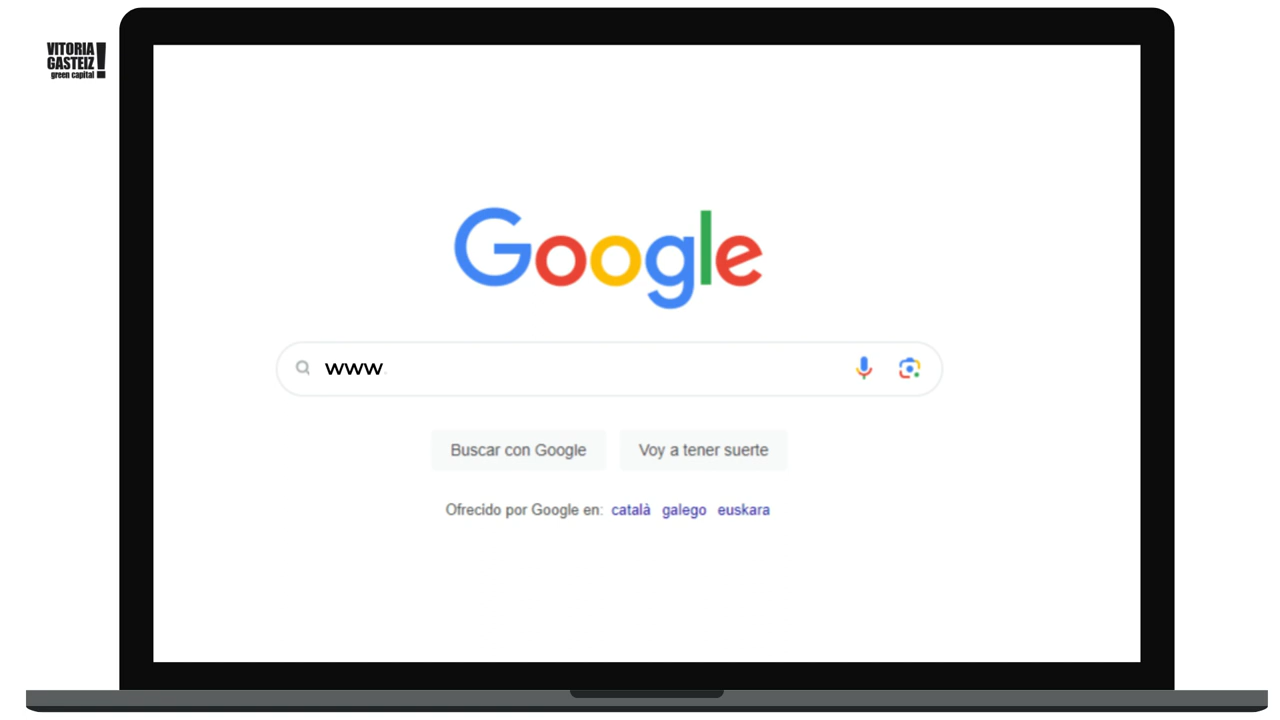 VITORIA
GASTEIZ!
green capital
Google
www.
Buscar con Google
Voy a tener suerte
Ofrecido por Google en: català galego euskara